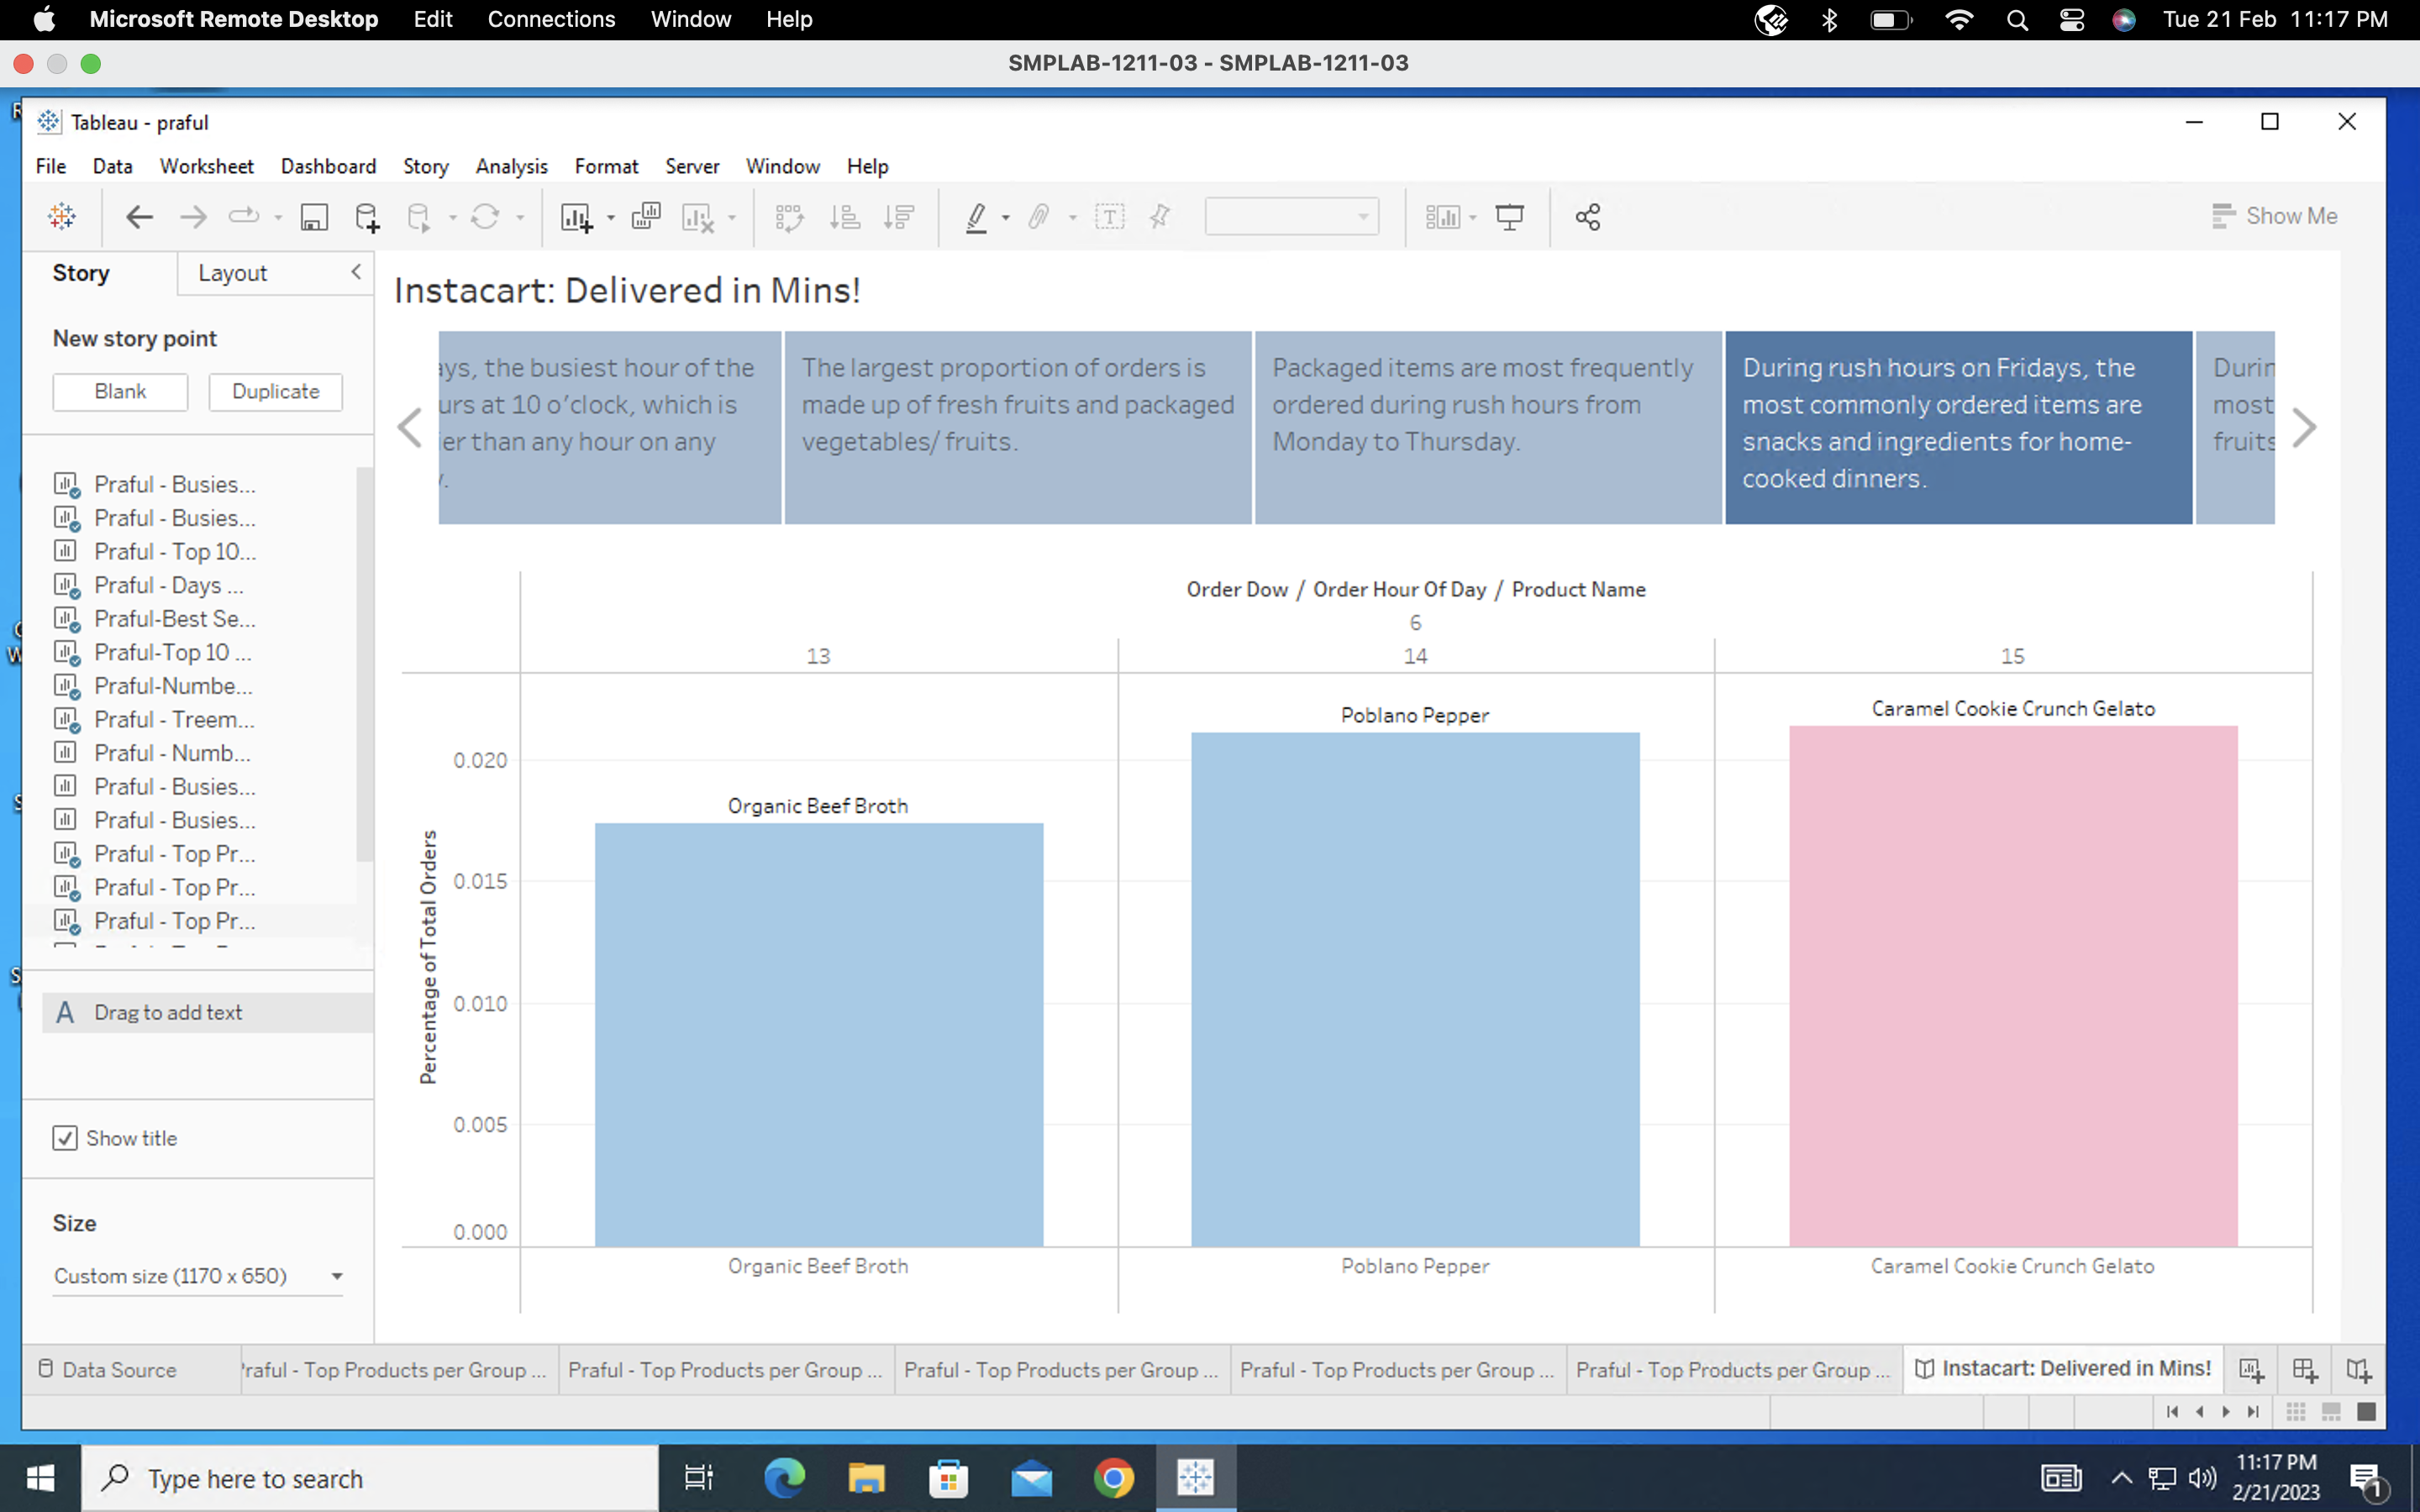 Microsoft Remote Desktop Edit Connections Window Help Tue 21 Feb 11:17 PM
SMPLAB-1211-03 - SMPLAB-1211-03
Tableau - praful
File Data Worksheet Dashboard Story Analysis Format Server Window Help
Show Me
Story Layout
Instacart: Delivered in Mins!
New story point
Blank Duplicate
ays, the busiest hour of the
urs at 10 o'clock, which is
ier than any hour on any
The largest proportion of orders is
made up of fresh fruits and packaged
vegetables/ fruits.
Packaged items are most frequently
ordered during rush hours from
Monday to Thursday.
During rush hours on Fridays, the
most commonly ordered items are
snacks and ingredients for home-
cooked dinners.
Durin
most
fruits
Praful - Busies...
Praful - Busies...
Praful - Top 10...
Praful - Days ...
Praful-Best Se...
Praful-Top 10 ...
Praful-Numbe...
Praful - Treem...
Praful - Numb...
Praful - Busies...
Praful - Busies...
Praful - Top Pr...
Praful - Top Pr...
Praful - Top Pr...
A Drag to add text
Show title
Size
Custom size (1170 x 650)
Order Dow / Order Hour Of Day / Product Name
6
13 14 15
Organic Beef Broth
Poblano Pepper
Caramel Cookie Crunch Gelato
Percentage of Total Orders
0.020
0.015
0.010
0.005
0.000
Organic Beef Broth Poblano Pepper Caramel Cookie Crunch Gelato
Data Source Praful - Top Products per Group ... Praful - Top Products per Group ... Praful - Top Products per Group ... Praful - Top Products per Group ... Praful - Top Products per Group ... Instacart: Delivered in Mins!
Type here to search
11:17 PM
2/21/2023
1